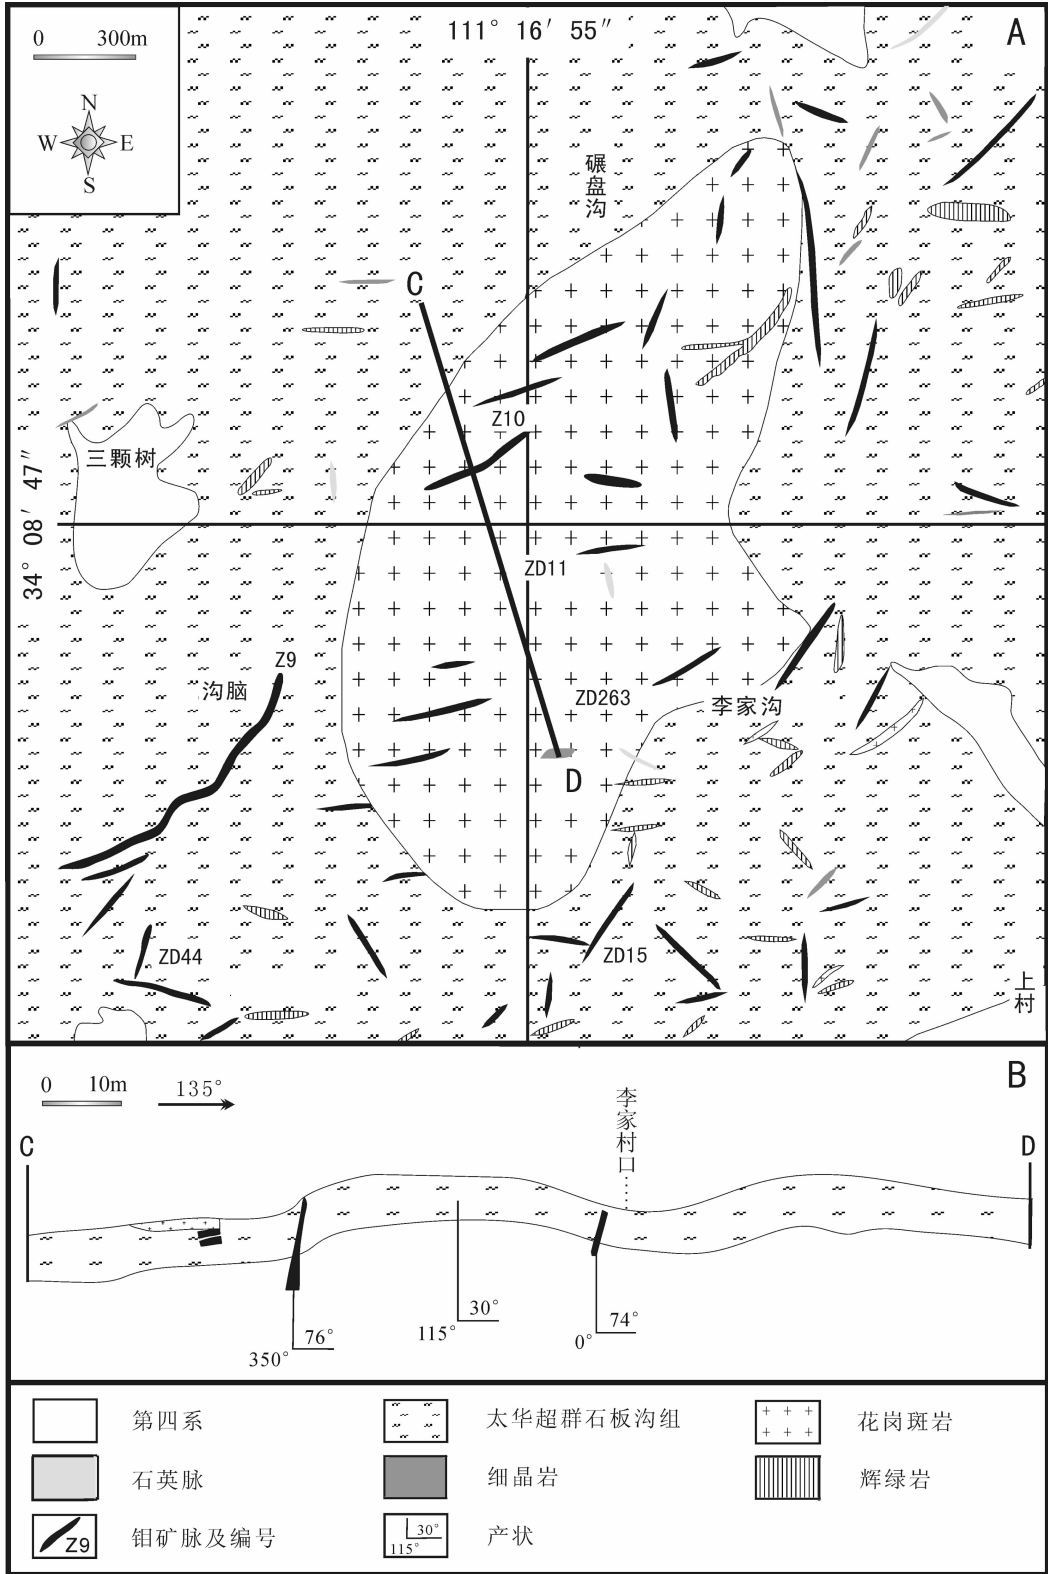 111° 16′ 55″
A
0 300m
N
W E
S
碾盘沟
C
Z10
三颗树
34° 08′ 47″
ZD11
Z9
沟脑
ZD263
李家沟
D
ZD44
ZD15
上村
B
0 10m
135°
李家村口
C
D
30°
115°
76°
350°
74°
0°
第四系
太华超群石板沟组
花岗斑岩
石英脉
细晶岩
辉绿岩
Z9
钼矿脉及编号
30°
115°
产状